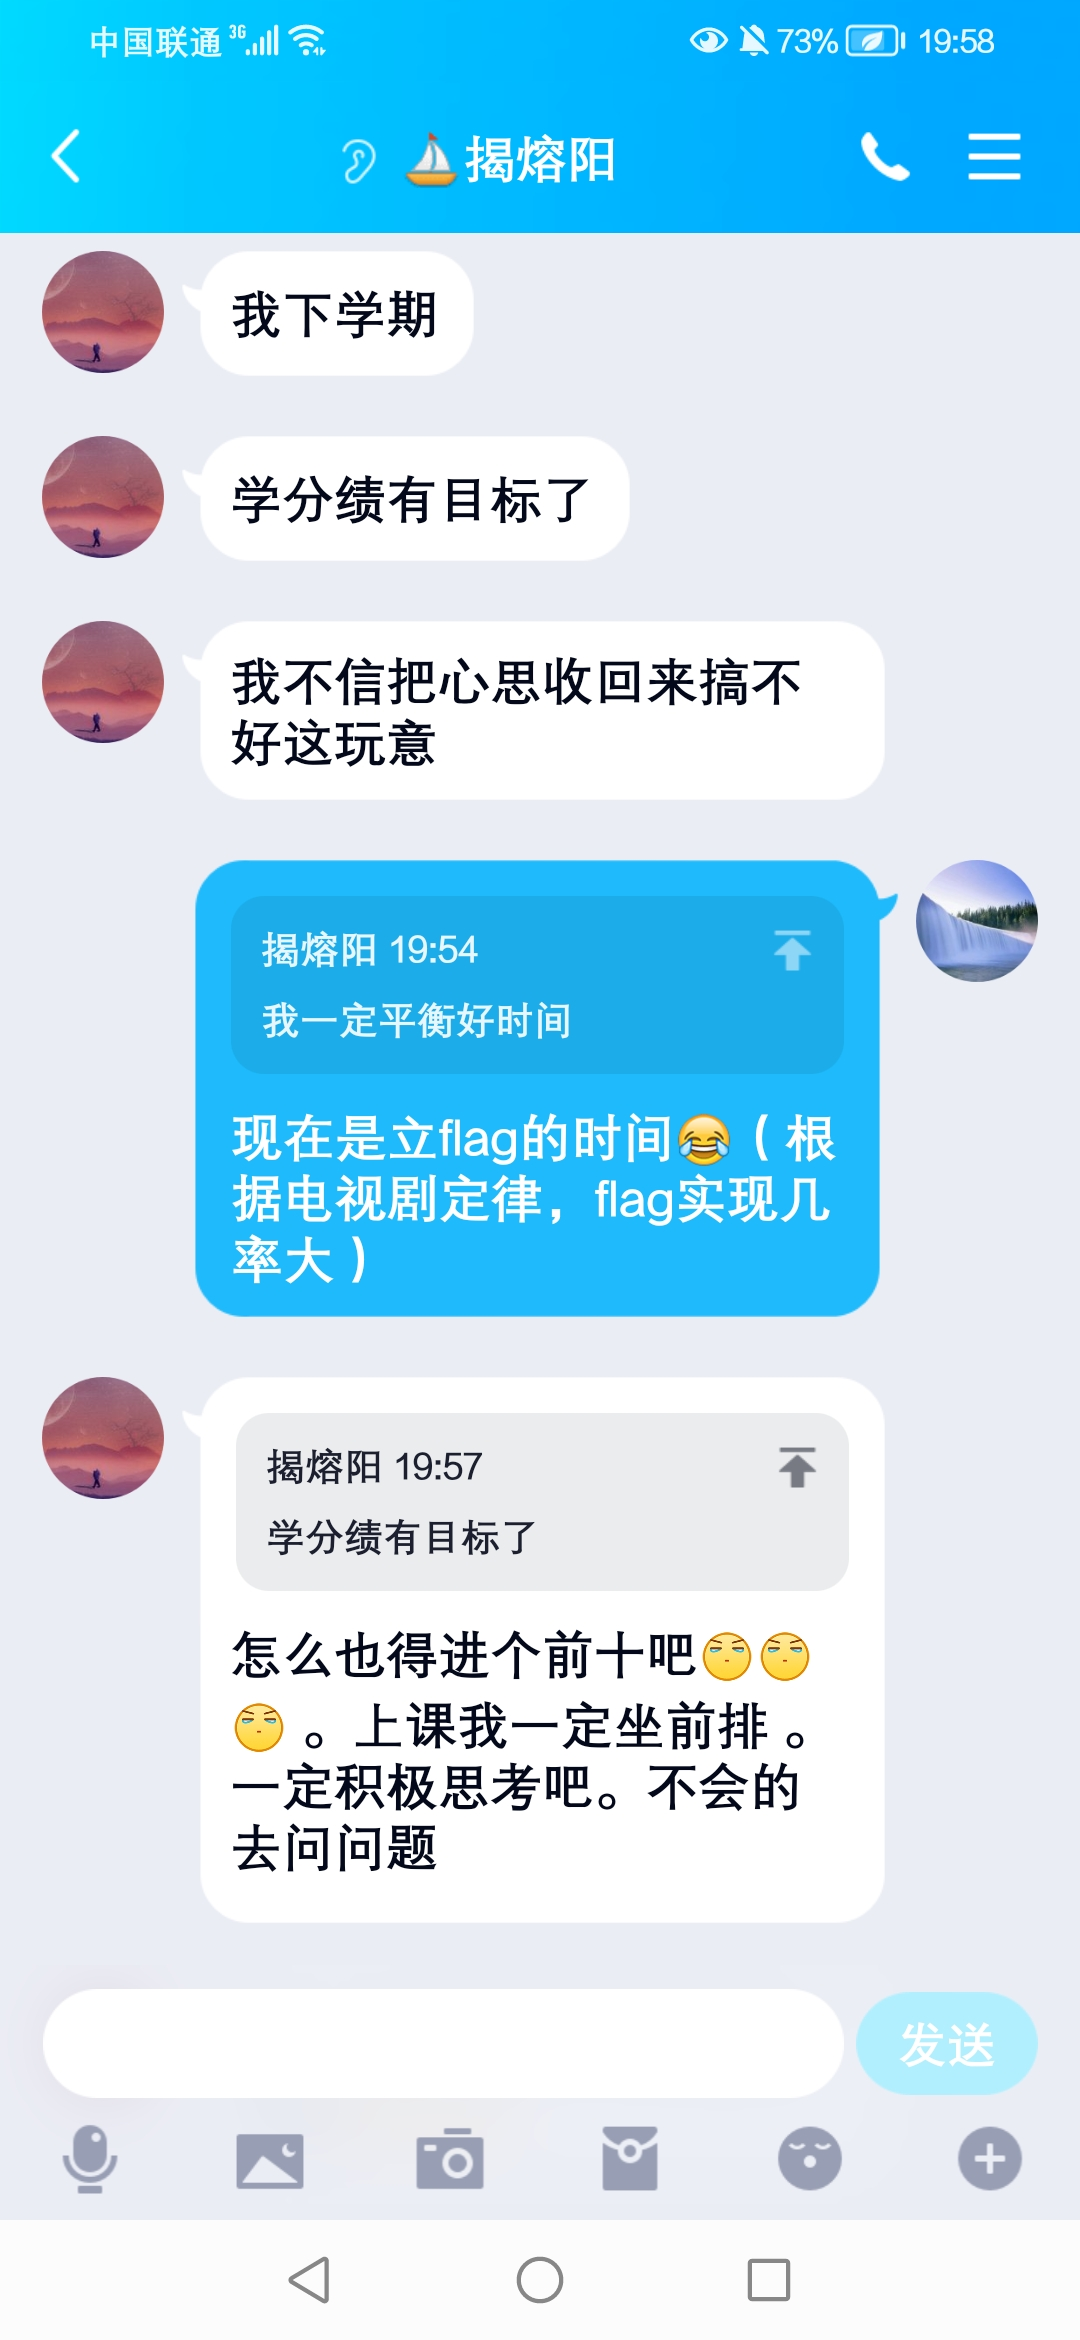 中国联通 3G 73% 19:58
揭熔阳
我下学期
学分绩有目标了
我不信把心思收回来搞不
好这玩意
揭熔阳 19:54
我一定平衡好时间
现在是立flag的时间😂（根
据电视剧定律，flag实现几
率大）
揭熔阳 19:57
学分绩有目标了
怎么也得进个前十吧
。上课我一定坐前排 。
一定积极思考吧。不会的
去问问题
发送